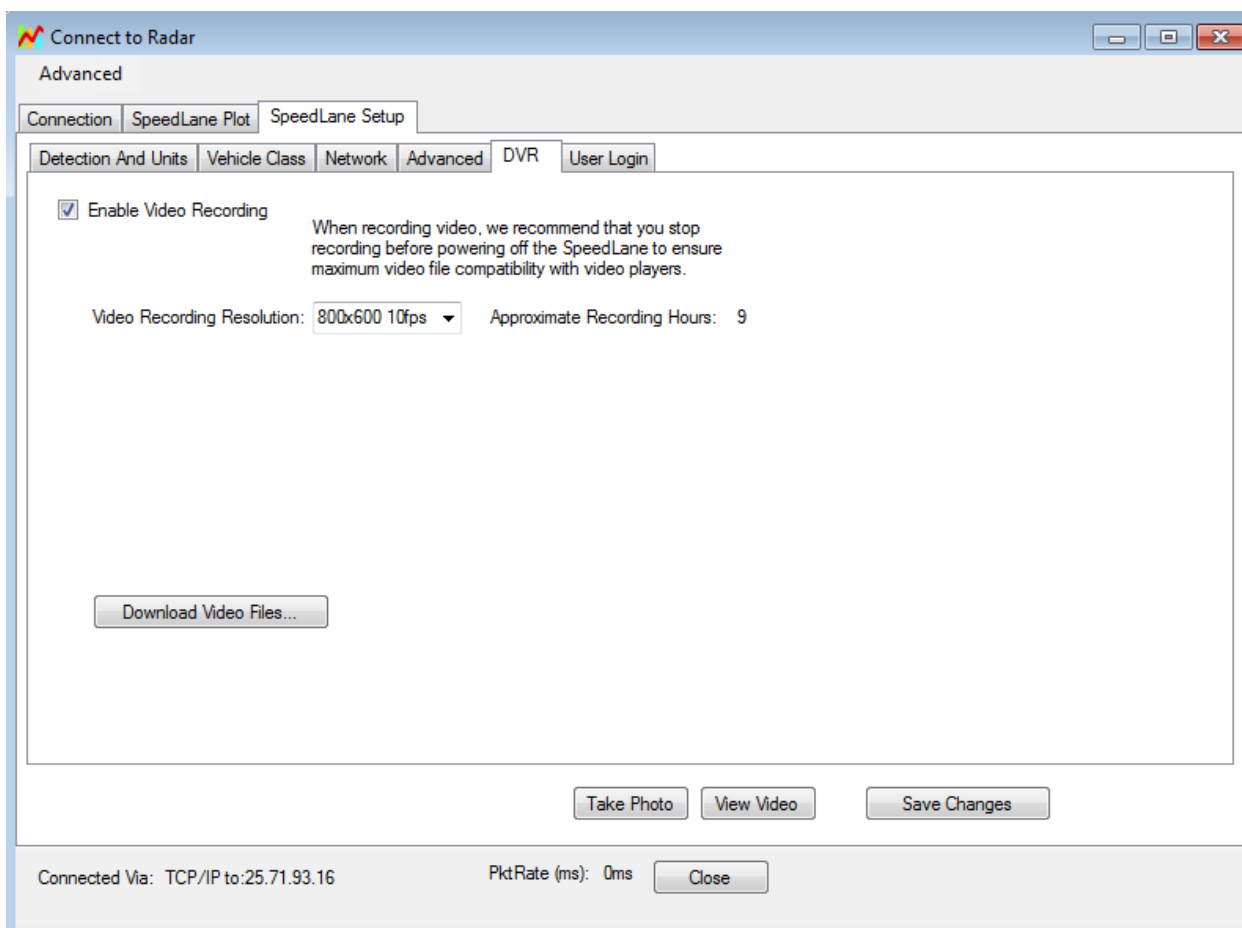 Connect to Radar
Advanced
Connection SpeedLane Plot SpeedLane Setup
Detection And Units Vehicle Class Network Advanced DVR User Login
Enable Video Recording
When recording video, we recommend that you stop
recording before powering off the SpeedLane to ensure
maximum video file compatibility with video players.
Video Recording Resolution: 800x600 10fps Approximate Recording Hours: 9
Download Video Files...
Take Photo View Video Save Changes
Connected Via: TCP/IP to:25.71.93.16 PktRate (ms): 0ms Close